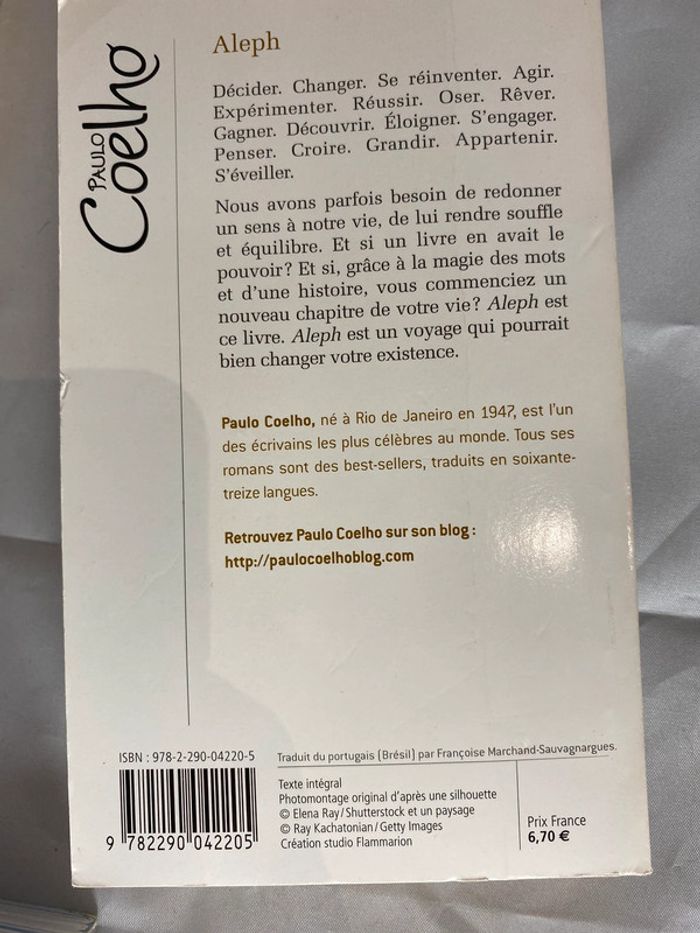 PAULO
Coelho
Aleph
Décider. Changer. Se réinventer. Agir.
Expérimenter. Réussir. Oser. Rêver.
Gagner. Découvrir. Éloigner. S'engager.
Penser. Croire. Grandir. Appartenir.
S'éveiller.
Nous avons parfois besoin de redonner
un sens à notre vie, de lui rendre souffle
et équilibre. Et si un livre en avait le
pouvoir ? Et si, grâce à la magie des mots
et d'une histoire, vous commenciez un
nouveau chapitre de votre vie ? Aleph est
ce livre. Aleph est un voyage qui pourrait
bien changer votre existence.
Paulo Coelho, né à Rio de Janeiro en 1947, est l'un
des écrivains les plus célèbres au monde. Tous ses
romans sont des best-sellers, traduits en soixante-
treize langues.
Retrouvez Paulo Coelho sur son blog :
http://paulocoelhoblog.com
ISBN : 978-2-290-04220-5
9 782290 042205
Traduit du portugais (Brésil) par Françoise Marchand-Sauvagnargues.
Texte intégral
Photomontage original d'après une silhouette
© Elena Ray / Shutterstock et un paysage
© Ray Kachatonian / Getty Images
Création studio Flammarion
Prix France
6,70 €